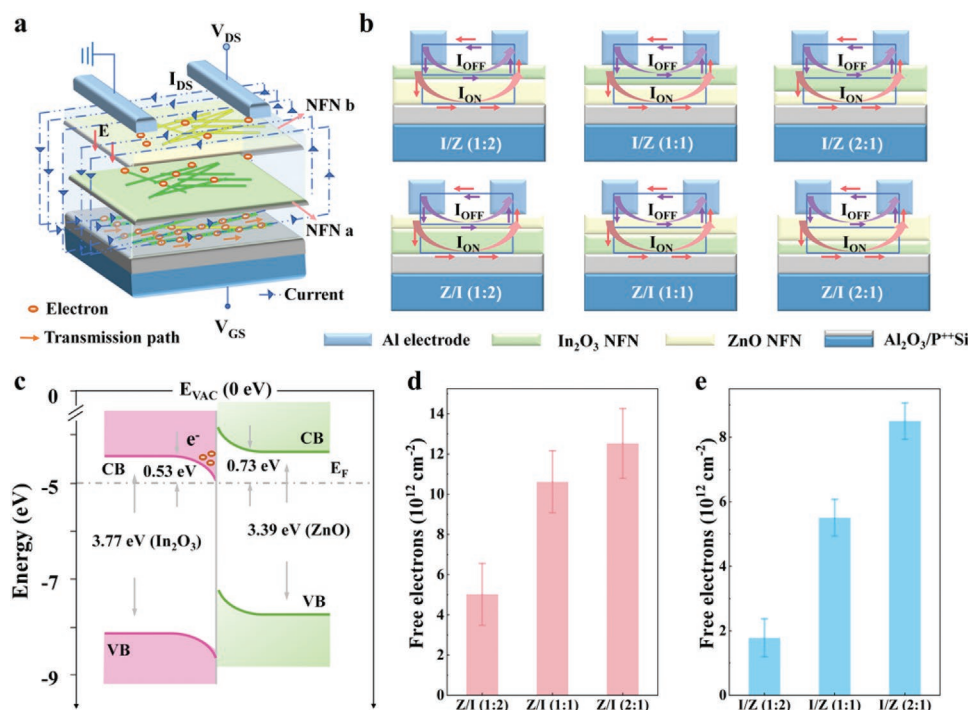 a
V_DS
I_DS
NFN b
E
NFN a
Electron
Current
Transmission path
V_GS
b
I_OFF
I_ON
I/Z (1:2)
I_OFF
I_ON
I/Z (1:1)
I_OFF
I_ON
I/Z (2:1)
I_OFF
I_ON
Z/I (1:2)
I_OFF
I_ON
Z/I (1:1)
I_OFF
I_ON
Z/I (2:1)
Al electrode
In₂O₃ NFN
ZnO NFN
Al₂O₃/P⁺⁺Si
c
0
E_VAC (0 eV)
e⁻
CB
CB
0.53 eV
0.73 eV
E_F
-5
Energy (eV)
3.77 eV (In₂O₃)
3.39 eV (ZnO)
-7
VB
VB
-9
d
Free electrons (10¹² cm⁻²)
14
12
10
8
6
4
2
0
Z/I (1:2)
Z/I (1:1)
Z/I (2:1)
e
Free electrons (10¹² cm⁻²)
8
6
4
2
0
I/Z (1:2)
I/Z (1:1)
I/Z (2:1)